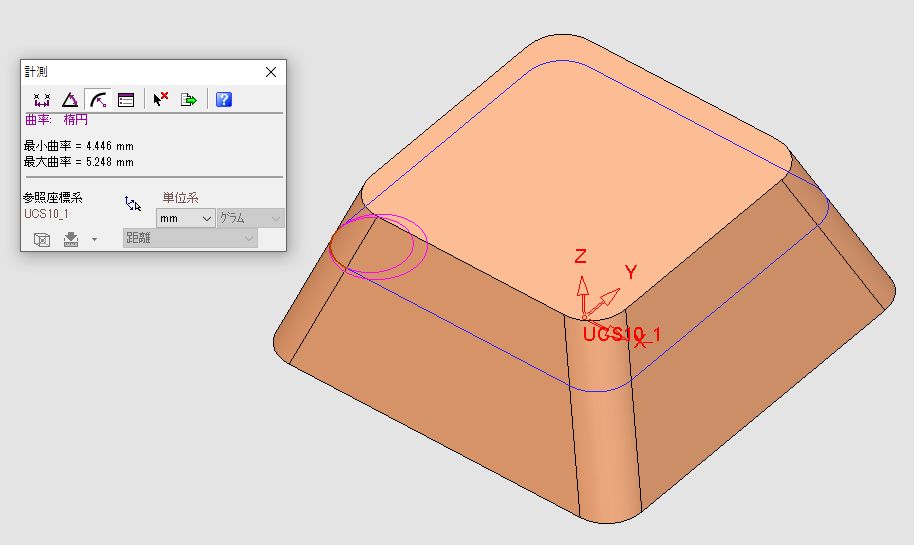 計測
曲率: 楕円
最小曲率 = 4.446 mm
最大曲率 = 5.248 mm
参照座標系
単位系
UCS10_1
mm
グラム
距離
Z
Y
UCS10_1
X